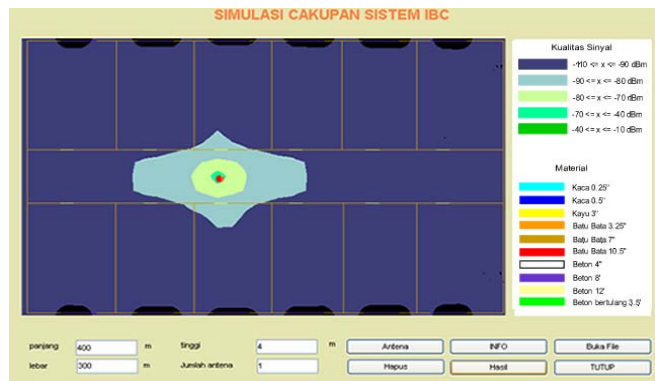 SIMULASI CAKUPAN SISTEM IBC
Kualitas Sinyal
-110 <= x <= -90 dBm
-90 <= x <= -80 dBm
-80 <= x <= -70 dBm
-70 <= x <= -40 dBm
-40 <= x <= -10 dBm
Material
Kaca 0.25"
Kaca 0.5"
Kayu 3"
Batu Bata 3.25"
Batu Bata 7"
Batu Bata 10.5"
Beton 4"
Beton 8'
Beton 12'
Beton bertulang 3.5'
panjang 400 m tinggi 4 m Antena INFO Buka File
lebar 300 m Jumlah antena 1 Hapus Hasil TUTUP